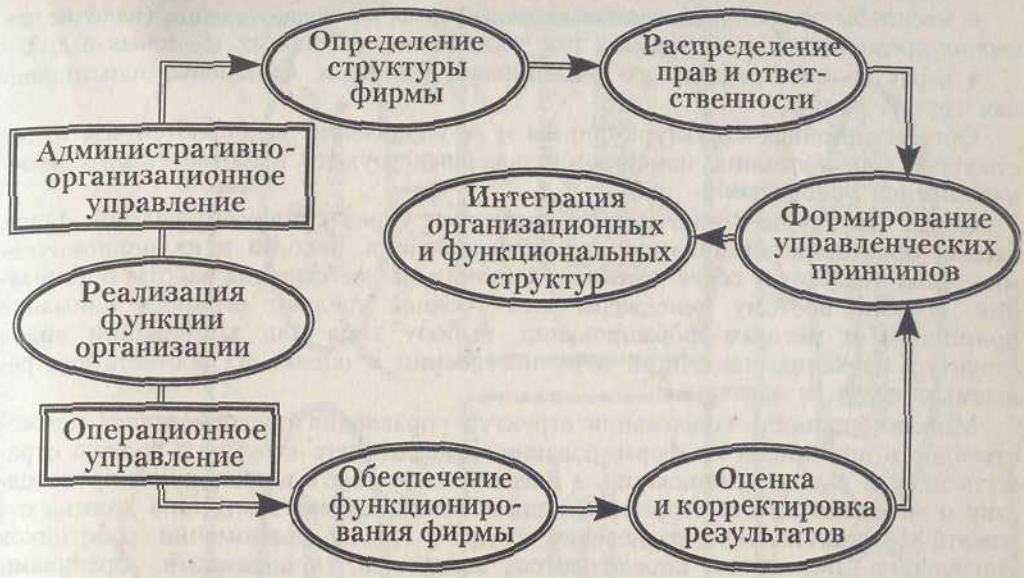 Определение
структуры
фирмы
Распределение
прав и ответ-
ственности
Административно-
организационное
управление
Интеграция
организационных
и функциональных
структур
Формирование
управленческих
принципов
Реализация
функции
организации
Операционное
управление
Обеспечение
функциониро-
вания фирмы
Оценка
и корректировка
результатов